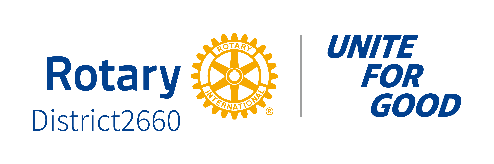 Rotary
District2660
ROTARY
INTERNATIONAL
®
UNITE
FOR
GOOD